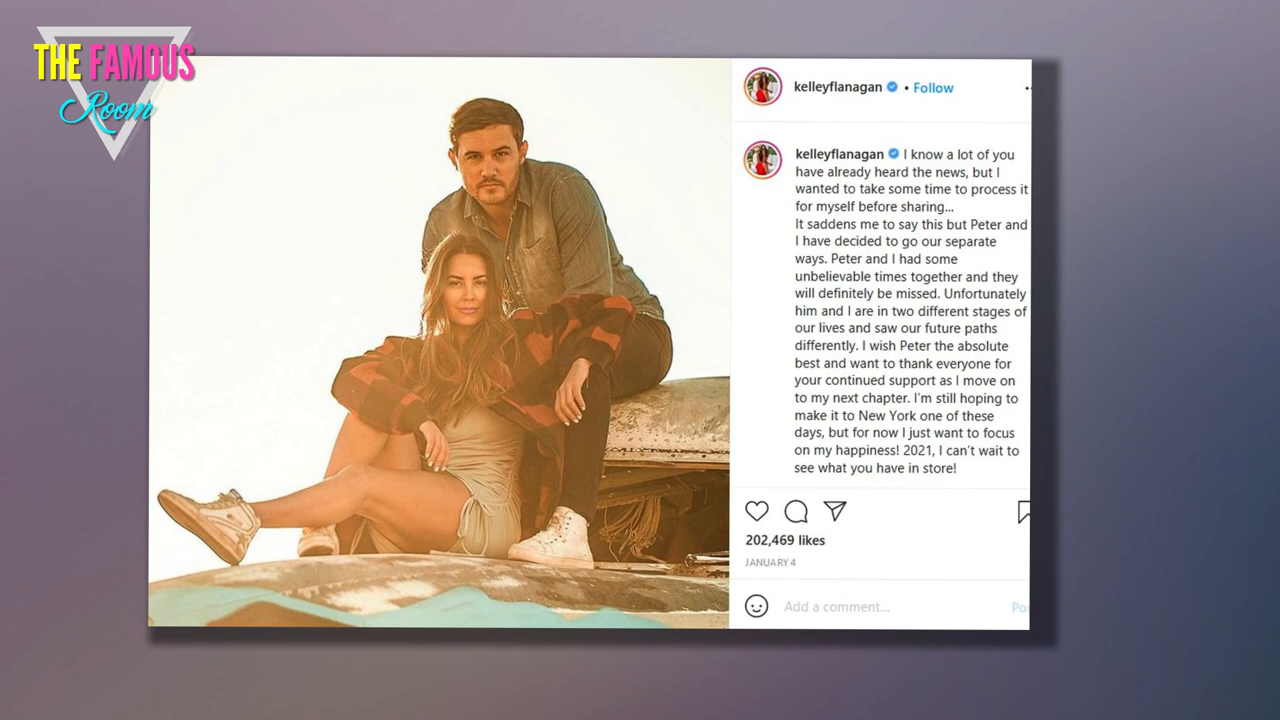 THE FAMOUS
Room
kelleyflanagan • Follow
kelleyflanagan I know a lot of you
have already heard the news, but I
wanted to take some time to process it
for myself before sharing...
It saddens me to say this but Peter and
I have decided to go our separate
ways. Peter and I had some
unbelievable times together and they
will definitely be missed. Unfortunately
him and I are in two different stages of
our lives and saw our future paths
differently. I wish Peter the absolute
best and want to thank everyone for
your continued support as I move on
to my next chapter. I'm still hoping to
make it to New York one of these
days, but for now I just want to focus
on my happiness! 2021, I can't wait to
see what you have in store!
202,469 likes
JANUARY 4
Add a comment...
Pos